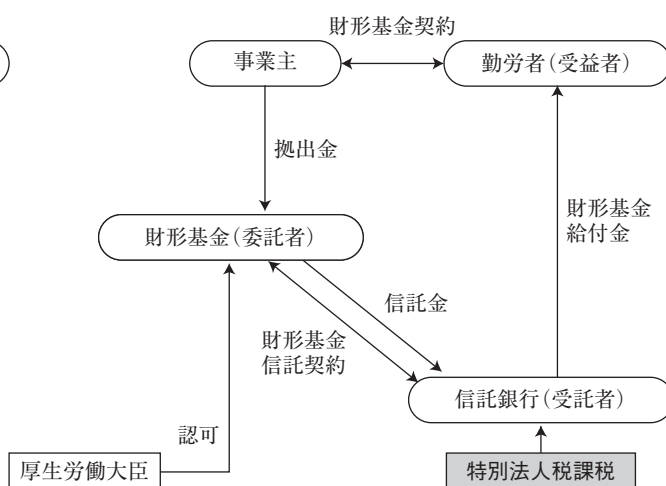 財形基金契約
事業主
勤労者(受益者)
拠出金
財形基金(委託者)
財形基金
給付金
信託金
財形基金
信託契約
信託銀行(受託者)
認可
厚生労働大臣
特別法人税課税